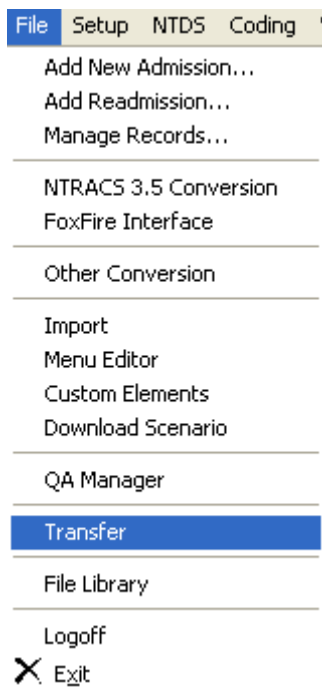 File Setup NTDS Coding
Add New Admission...
Add Readmission...
Manage Records...
NTRACS 3.5 Conversion
FoxFire Interface
Other Conversion
Import
Menu Editor
Custom Elements
Download Scenario
QA Manager
Transfer
File Library
Logoff
Exit